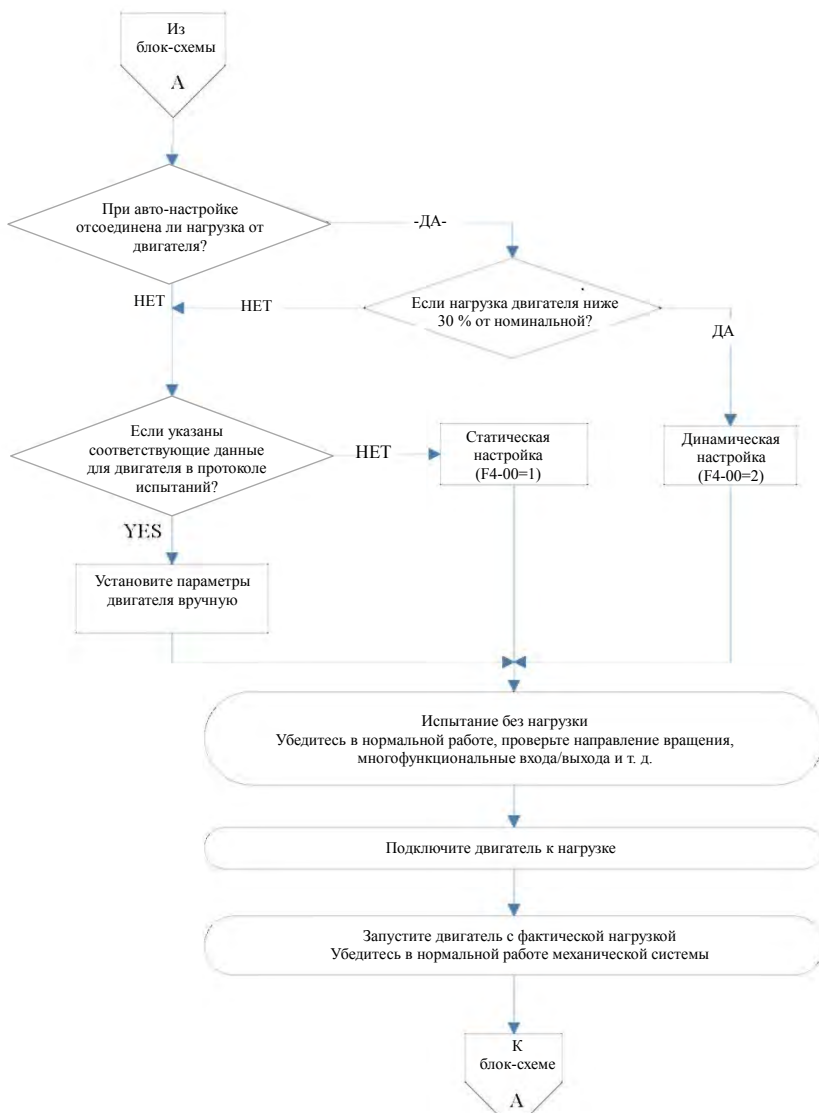 Из
блок-схемы
А
При авто-настройке
отсоединена ли нагрузка от
двигателя?
-ДА-
НЕТ
НЕТ
Если нагрузка двигателя ниже
30 % от номинальной?
ДА
Если указаны
соответствующие данные
для двигателя в протоколе
испытаний?
НЕТ
Статическая
настройка
(F4-00=1)
Динамическая
настройка
(F4-00=2)
YES
Установите параметры
двигателя вручную
Испытание без нагрузки
Убедитесь в нормальной работе, проверьте направление вращения,
многофункциональные входа/выхода и т. д.
Подключите двигатель к нагрузке
Запустите двигатель с фактической нагрузкой
Убедитесь в нормальной работе механической системы
К
блок-схеме
А